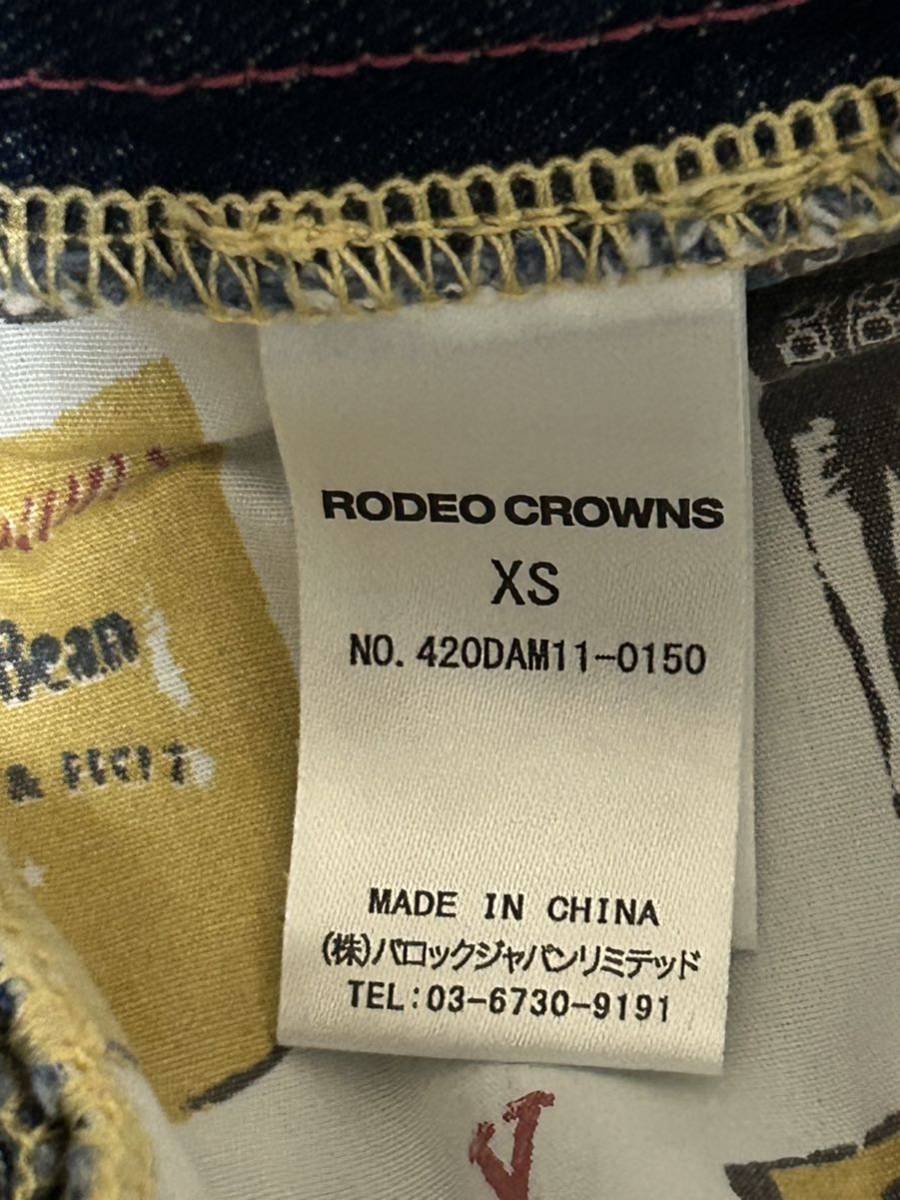 RODEO CROWNS
XS
NO. 420DAM11-0150
MADE IN CHINA
(株)バロックジャパンリミテッド
TEL:03-6730-9191
Bean
&